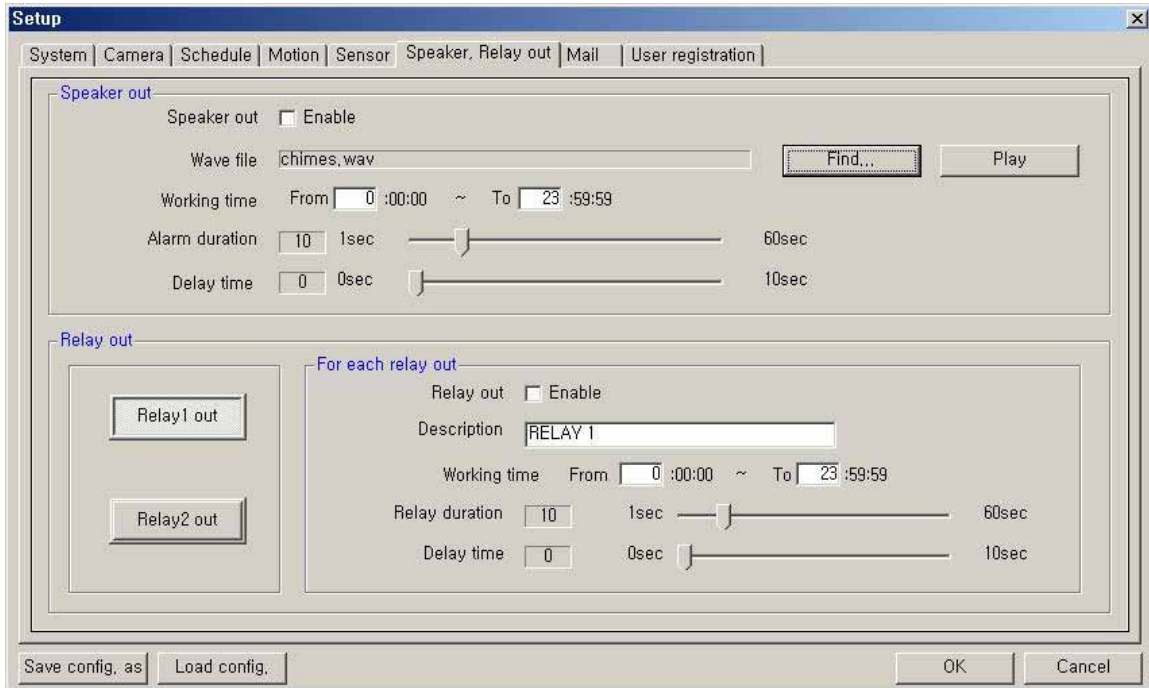 Setup
System Camera Schedule Motion Sensor Speaker, Relay out Mail User registration
Speaker out
Speaker out Enable
Wave file chimes.wav Find... Play
Working time From 0 :00:00 ~ To 23 :59:59
Alarm duration 10 1sec 60sec
Delay time 0 0sec 10sec
Relay out
Relay1 out
Relay2 out
For each relay out
Relay out Enable
Description RELAY 1
Working time From 0 :00:00 ~ To 23 :59:59
Relay duration 10 1sec 60sec
Delay time 0 0sec 10sec
Save config. as Load config. OK Cancel